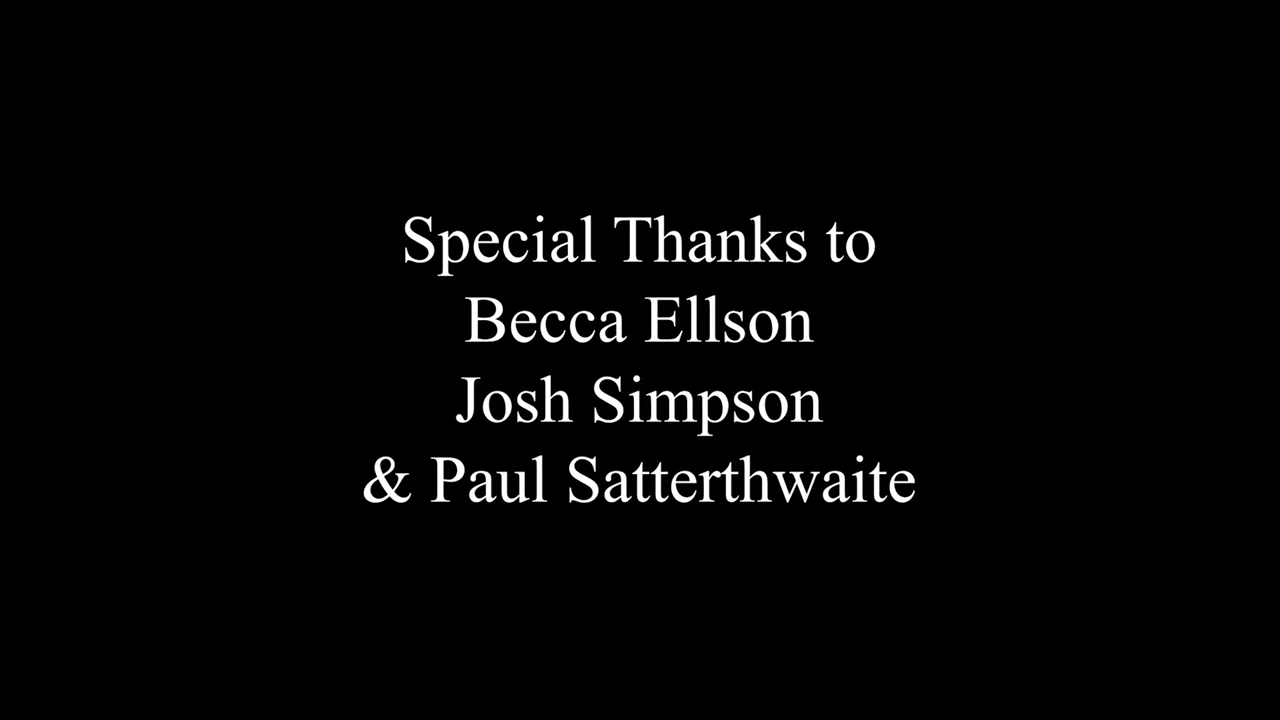 Special Thanks to
Becca Ellson
Josh Simpson
& Paul Satterthwaite